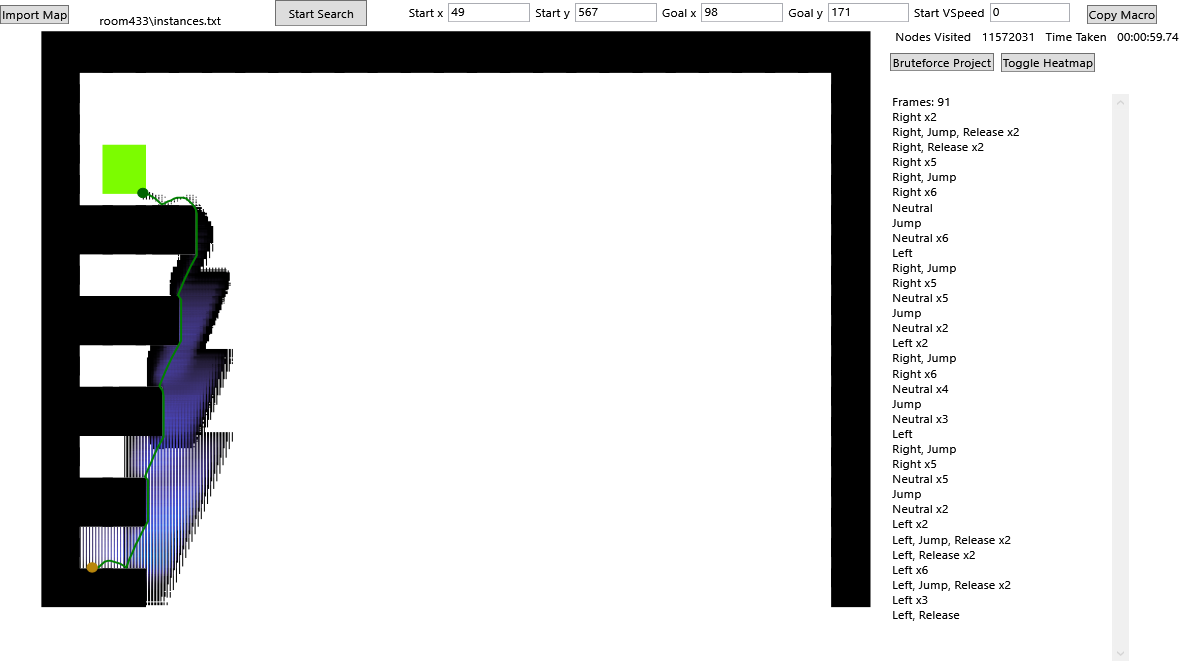 Import Map
room433\instances.txt
Start Search
Start x 49 Start y 567 Goal x 98 Goal y 171 Start VSpeed 0
Copy Macro
Nodes Visited 11572031 Time Taken 00:00:59.74
Bruteforce Project Toggle Heatmap
Frames: 91
Right x2
Right, Jump, Release x2
Right, Release x2
Right x5
Right, Jump
Right x6
Neutral
Jump
Neutral x6
Left
Right, Jump
Right x5
Neutral x5
Jump
Neutral x2
Left x2
Right, Jump
Right x6
Neutral x4
Jump
Neutral x3
Left
Right, Jump
Right x5
Neutral x5
Jump
Neutral x2
Left x2
Left, Jump, Release x2
Left, Release x2
Left x6
Left, Jump, Release x2
Left x3
Left, Release